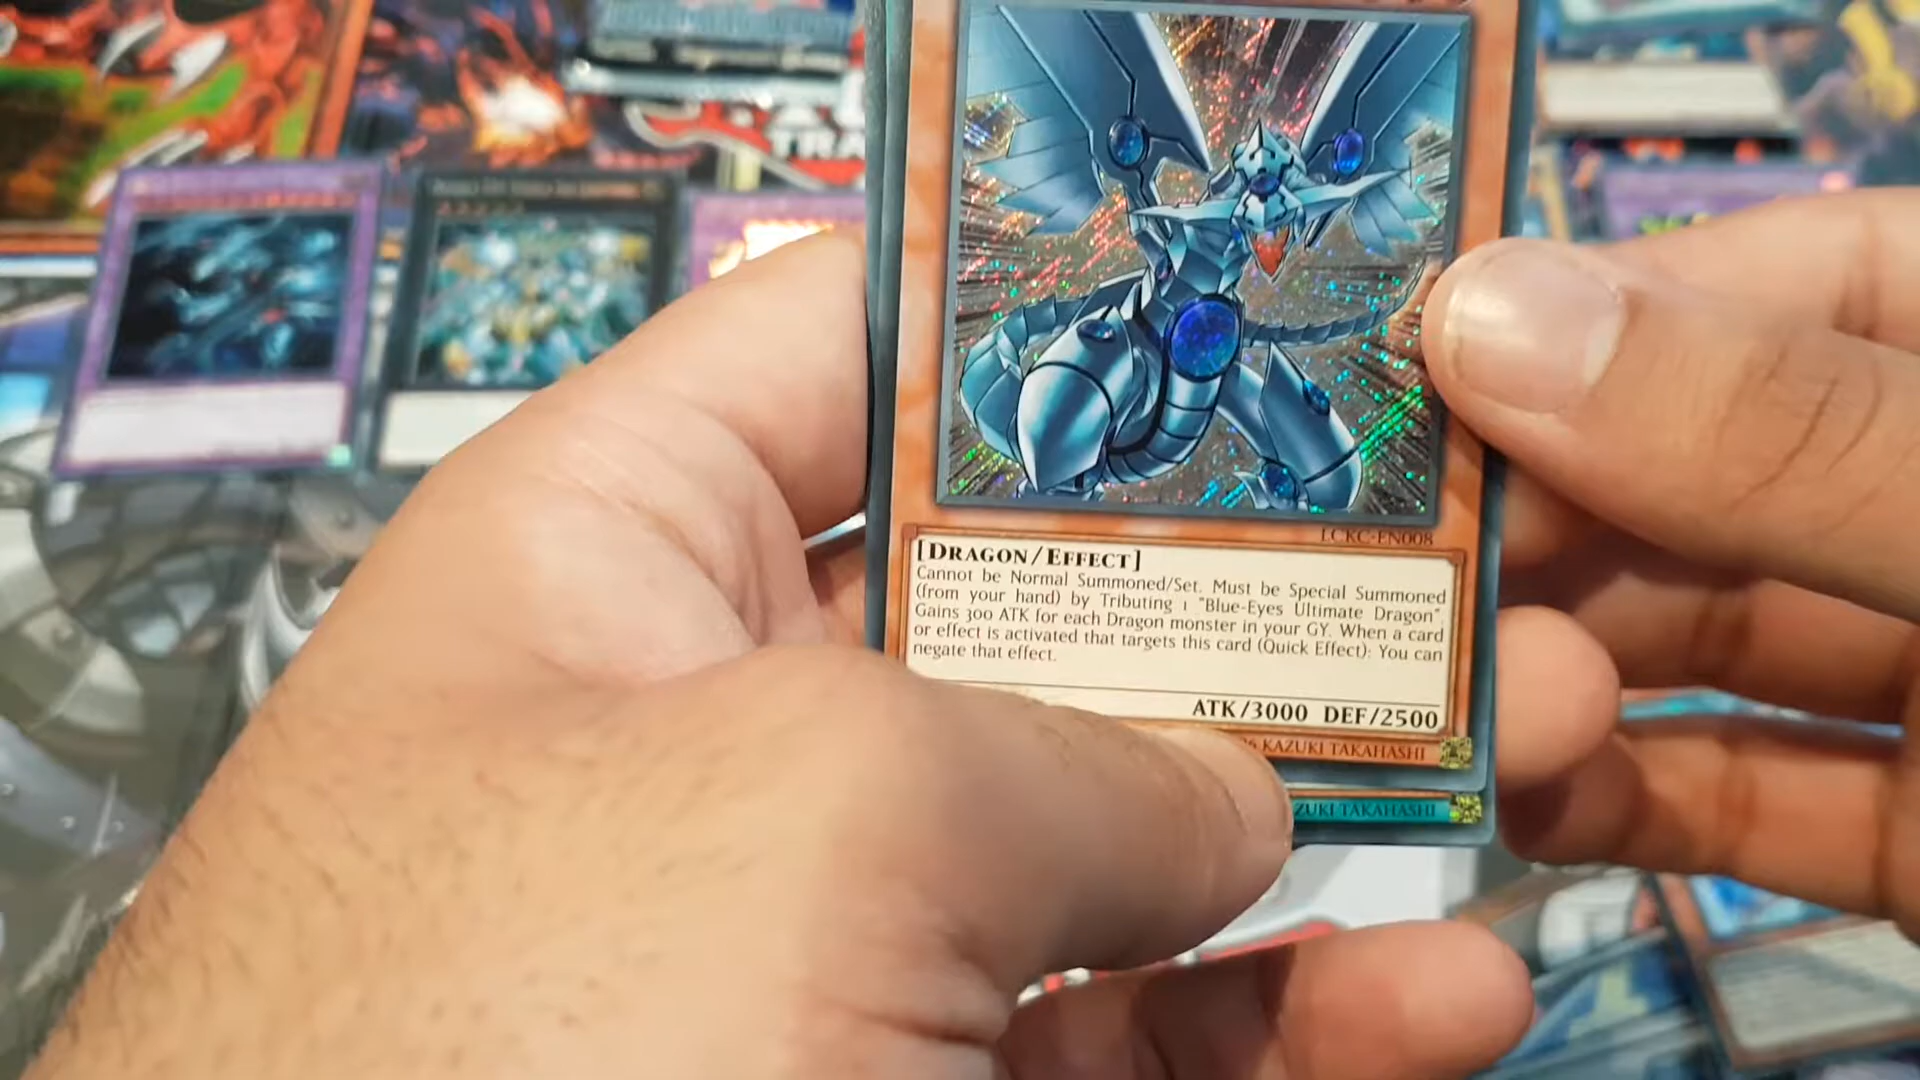 TRA
LCKC-EN008
[DRAGON/EFFECT]
Cannot be Normal Summoned/Set. Must be Special Summoned
(from your hand) by Tributing 1 "Blue-Eyes Ultimate Dragon".
Gains 300 ATK for each Dragon monster in your GY. When a card
or effect is activated that targets this card (Quick Effect): You can
negate that effect.
ATK/3000 DEF/2500
KAZUKI TAKAHASHI
ZUKI TAKAHASHI